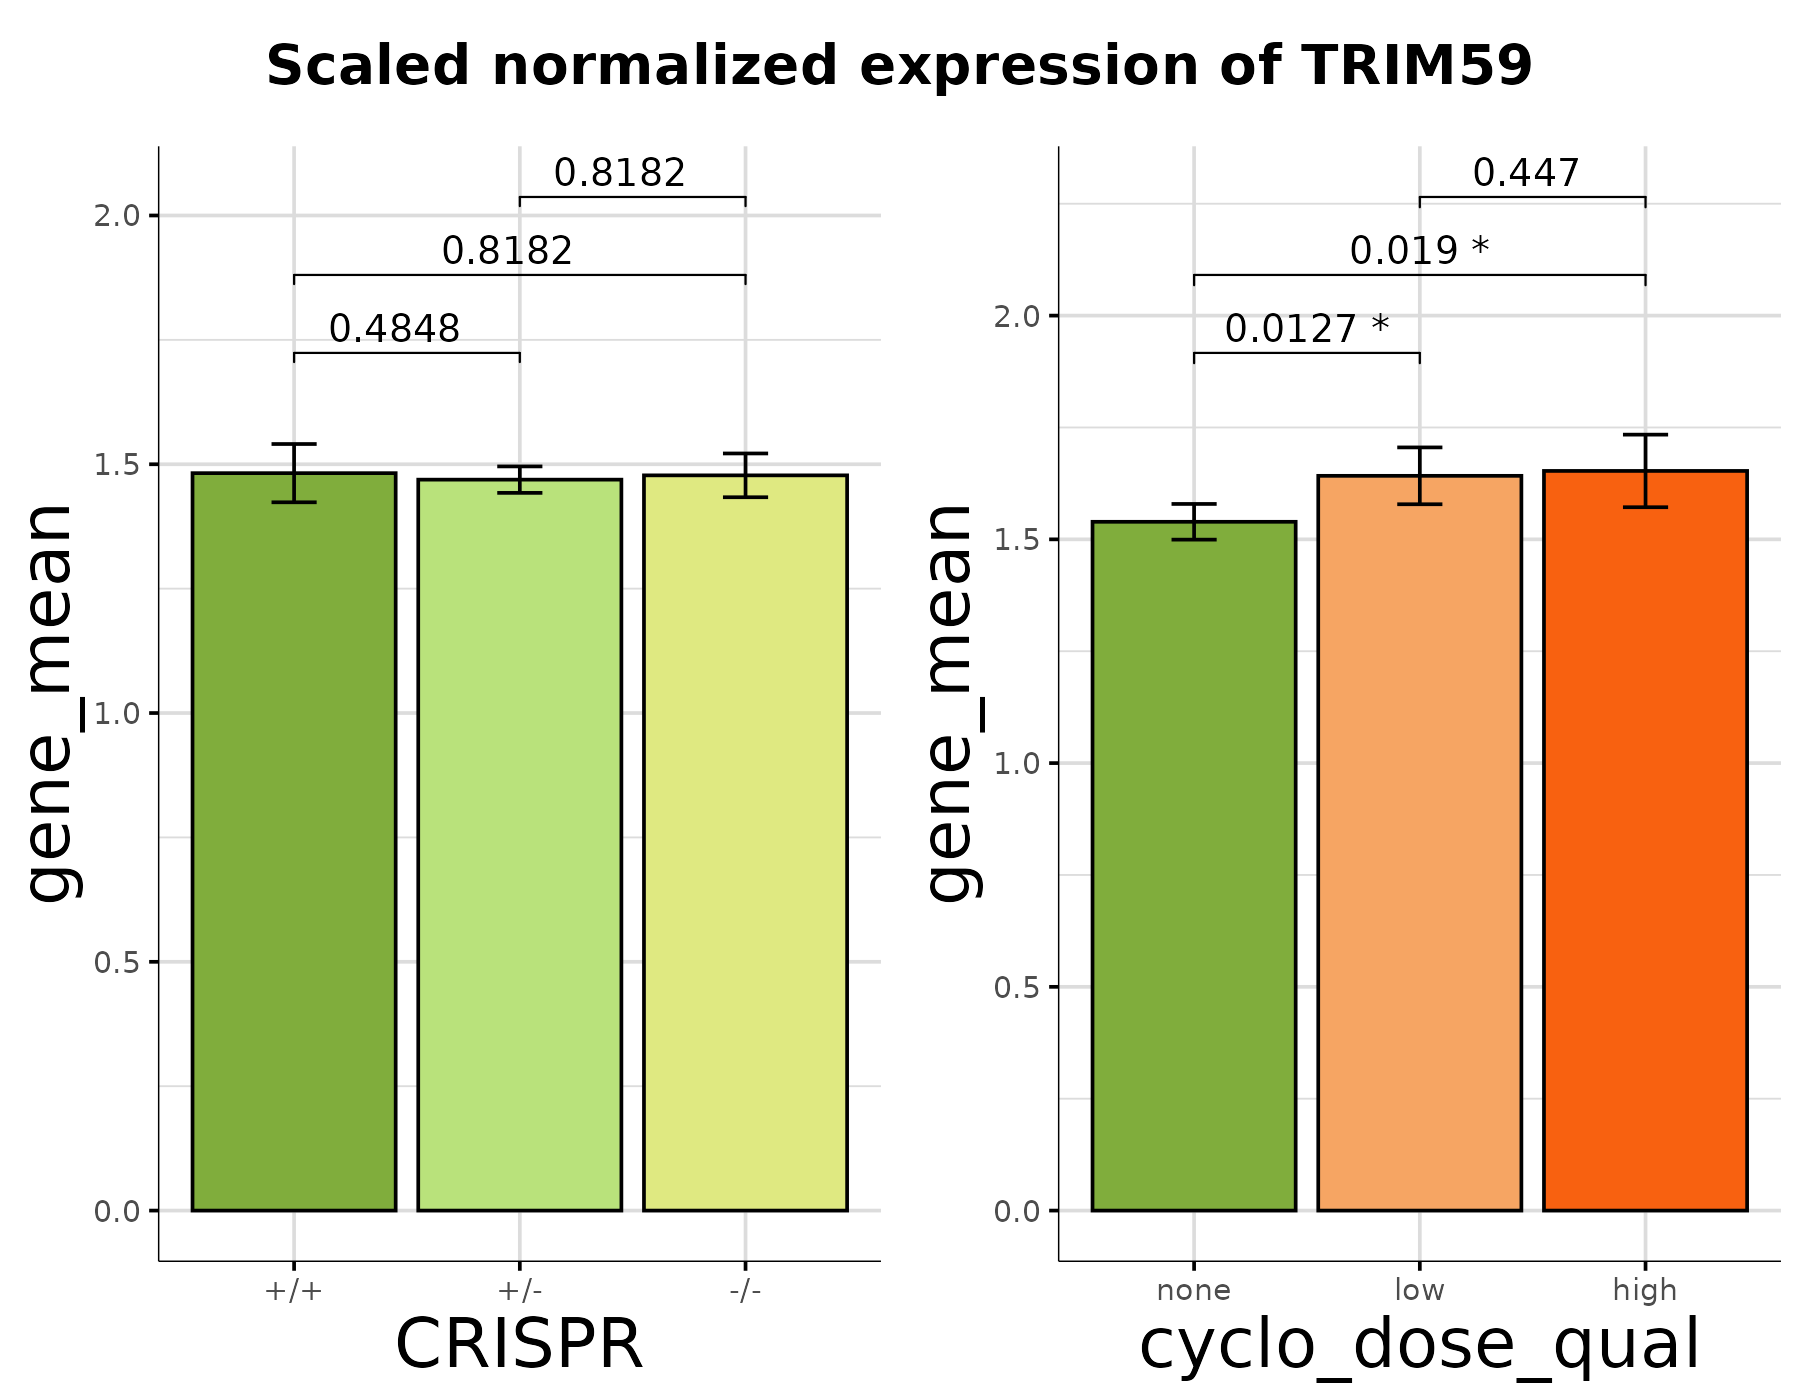 Scaled normalized expression of TRIM59
gene_mean
2.0
1.5
1.0
0.5
0.0
0.8182
0.8182
0.4848
+/+
+/-
-/-
CRISPR
gene_mean
2.0
1.5
1.0
0.5
0.0
0.447
0.019 *
0.0127 *
none
low
high
cyclo_dose_qual